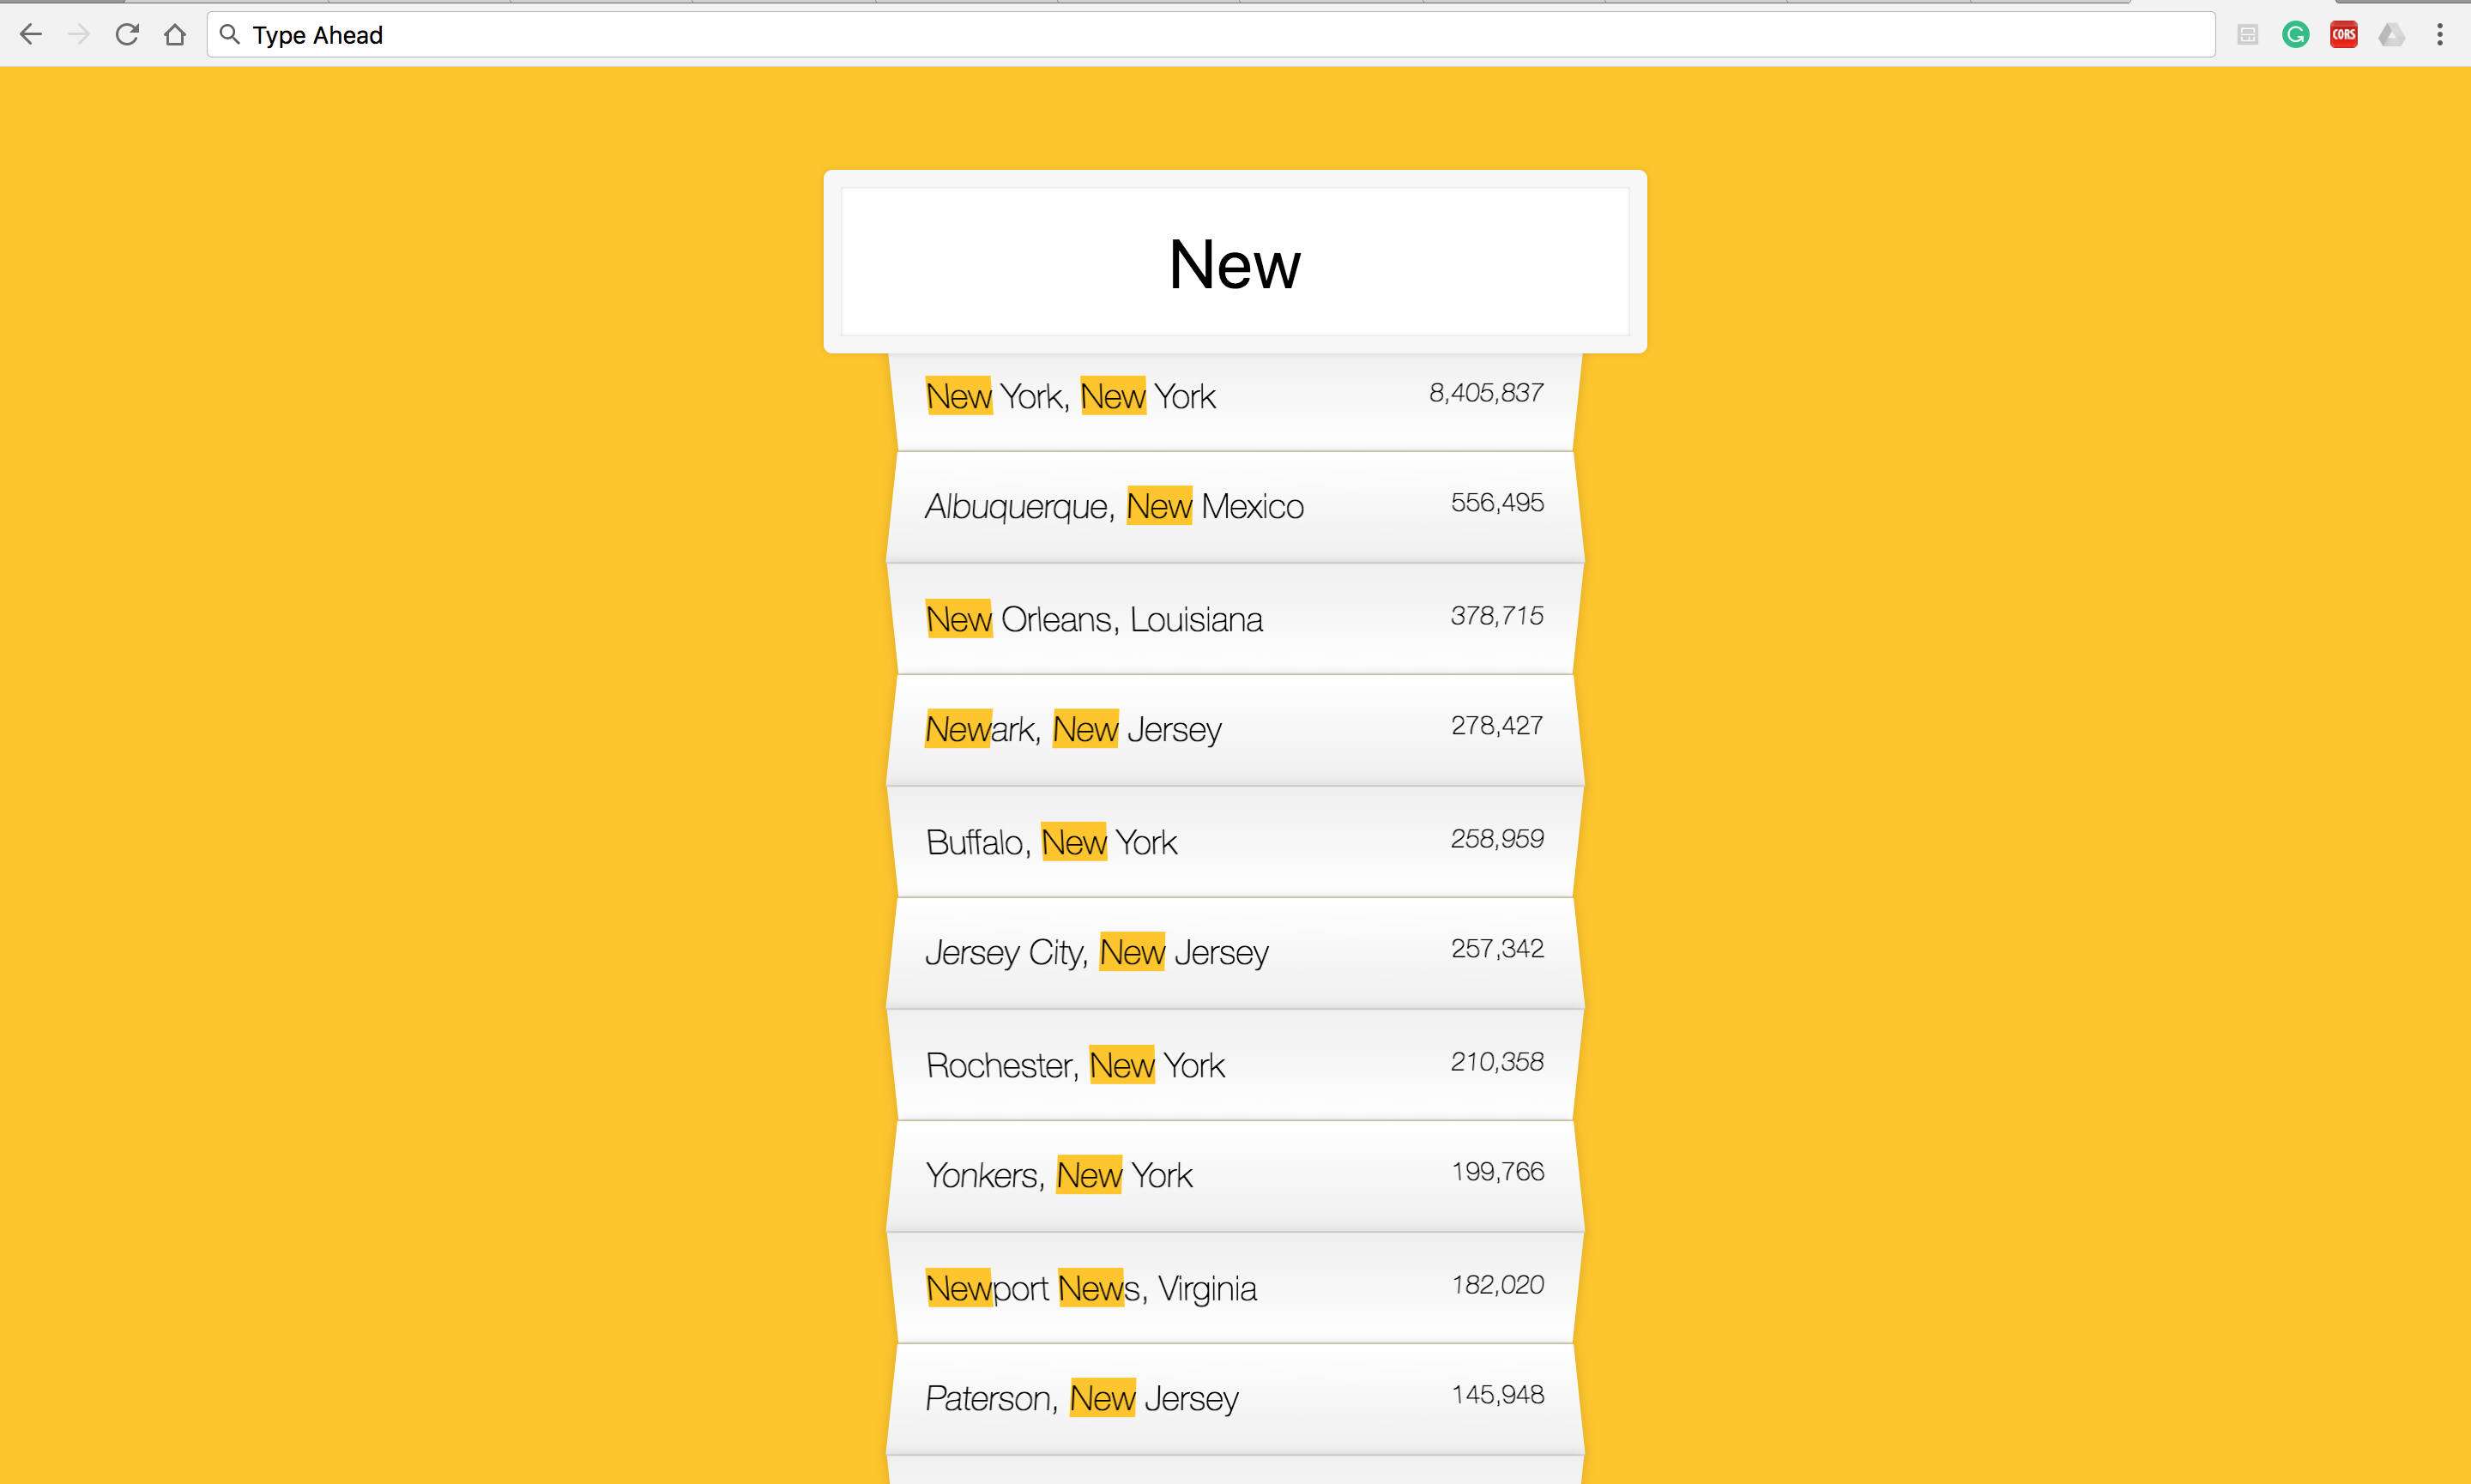 Type Ahead
CORS
New
New York, New York 8,405,837
Albuquerque, New Mexico 556,495
New Orleans, Louisiana 378,715
Newark, New Jersey 278,427
Buffalo, New York 258,959
Jersey City, New Jersey 257,342
Rochester, New York 210,358
Yonkers, New York 199,766
Newport News, Virginia 182,020
Paterson, New Jersey 145,948